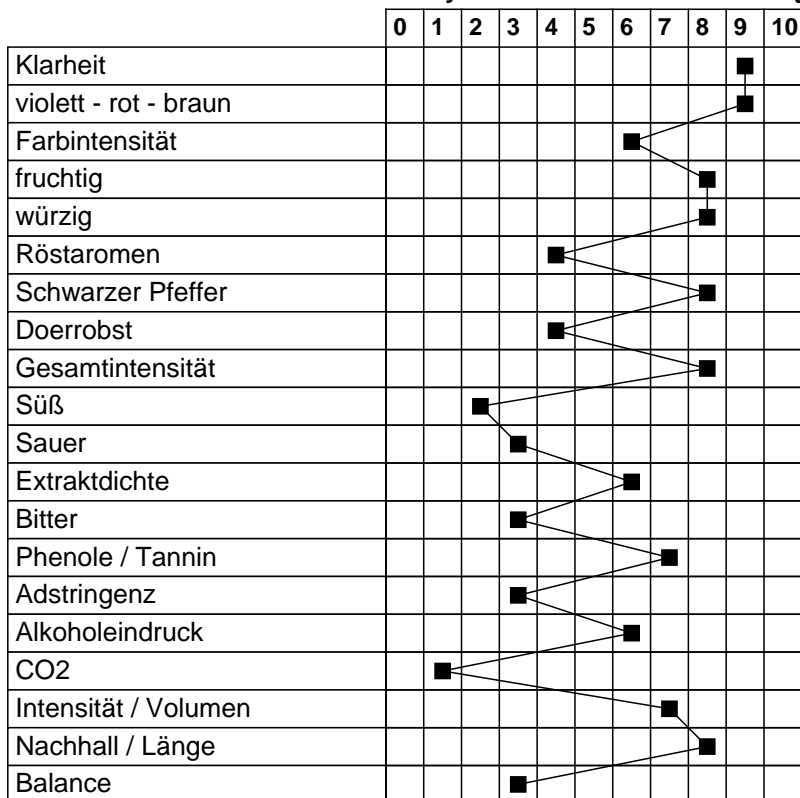 0 1 2 3 4 5 6 7 8 9 10
Klarheit
violett - rot - braun
Farbintensität
fruchtig
würzig
Röstaromen
Schwarzer Pfeffer
Doerrobst
Gesamtintensität
Süß
Sauer
Extraktdichte
Bitter
Phenole / Tannin
Adstringenz
Alkoholeindruck
CO2
Intensität / Volumen
Nachhall / Länge
Balance